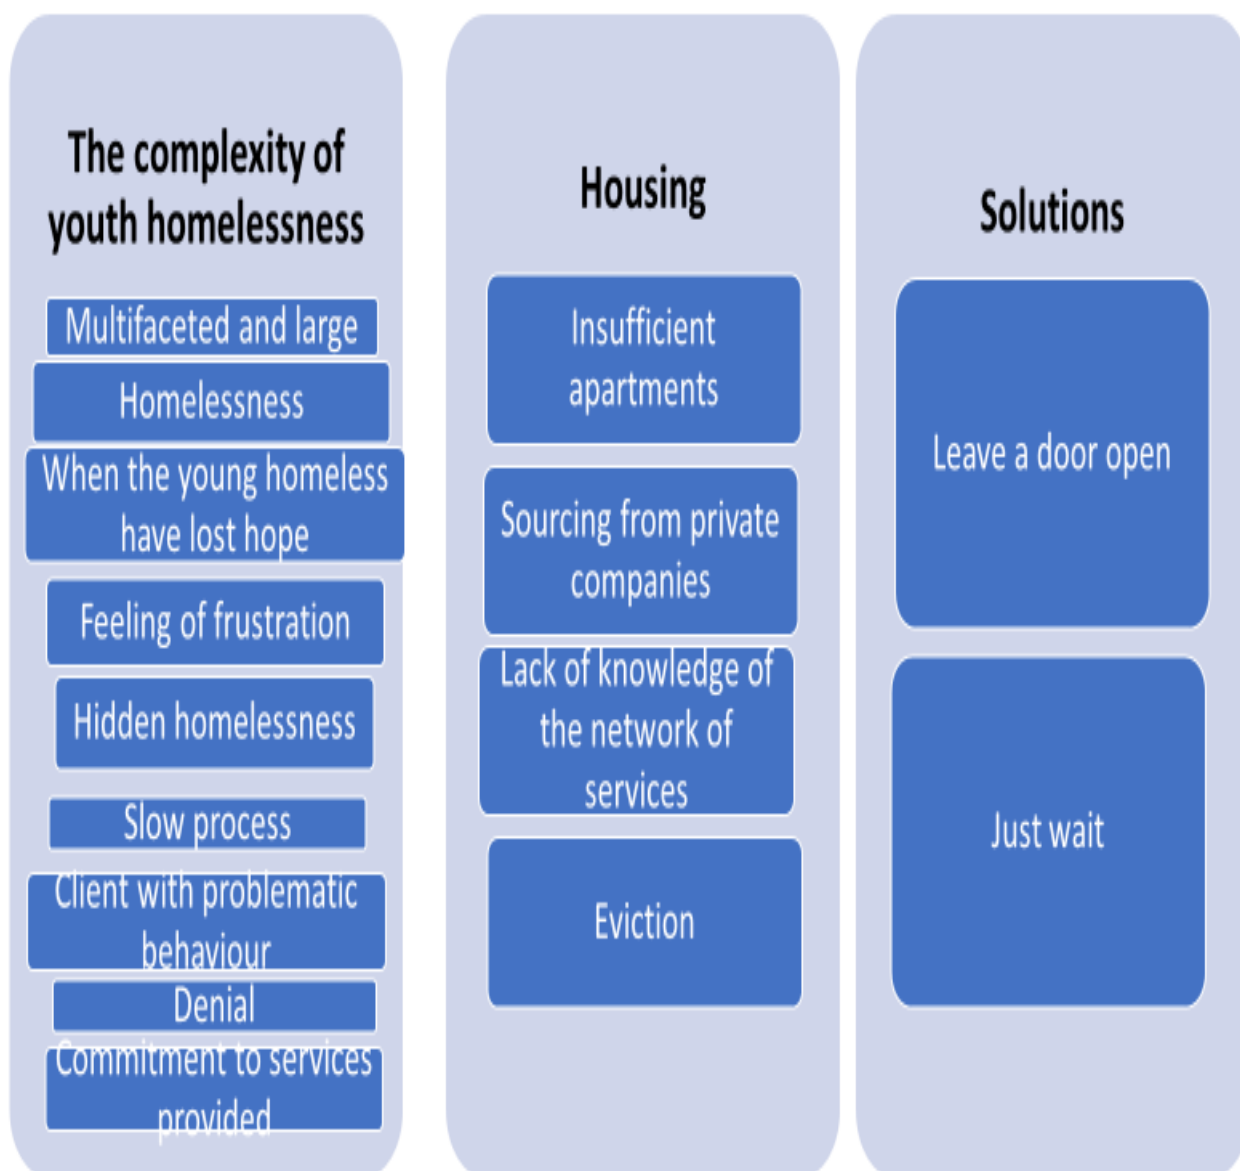 The complexity of
youth homelessness
Multifaceted and large
Homelessness
When the young homeless
have lost hope
Feeling of frustration
Hidden homelessness
Slow process
Client with problematic
behaviour
Denial
Commitment to services
provided
Housing
Insufficient
apartments
Sourcing from private
companies
Lack of knowledge of
the network of
services
Eviction
Solutions
Leave a door open
Just wait